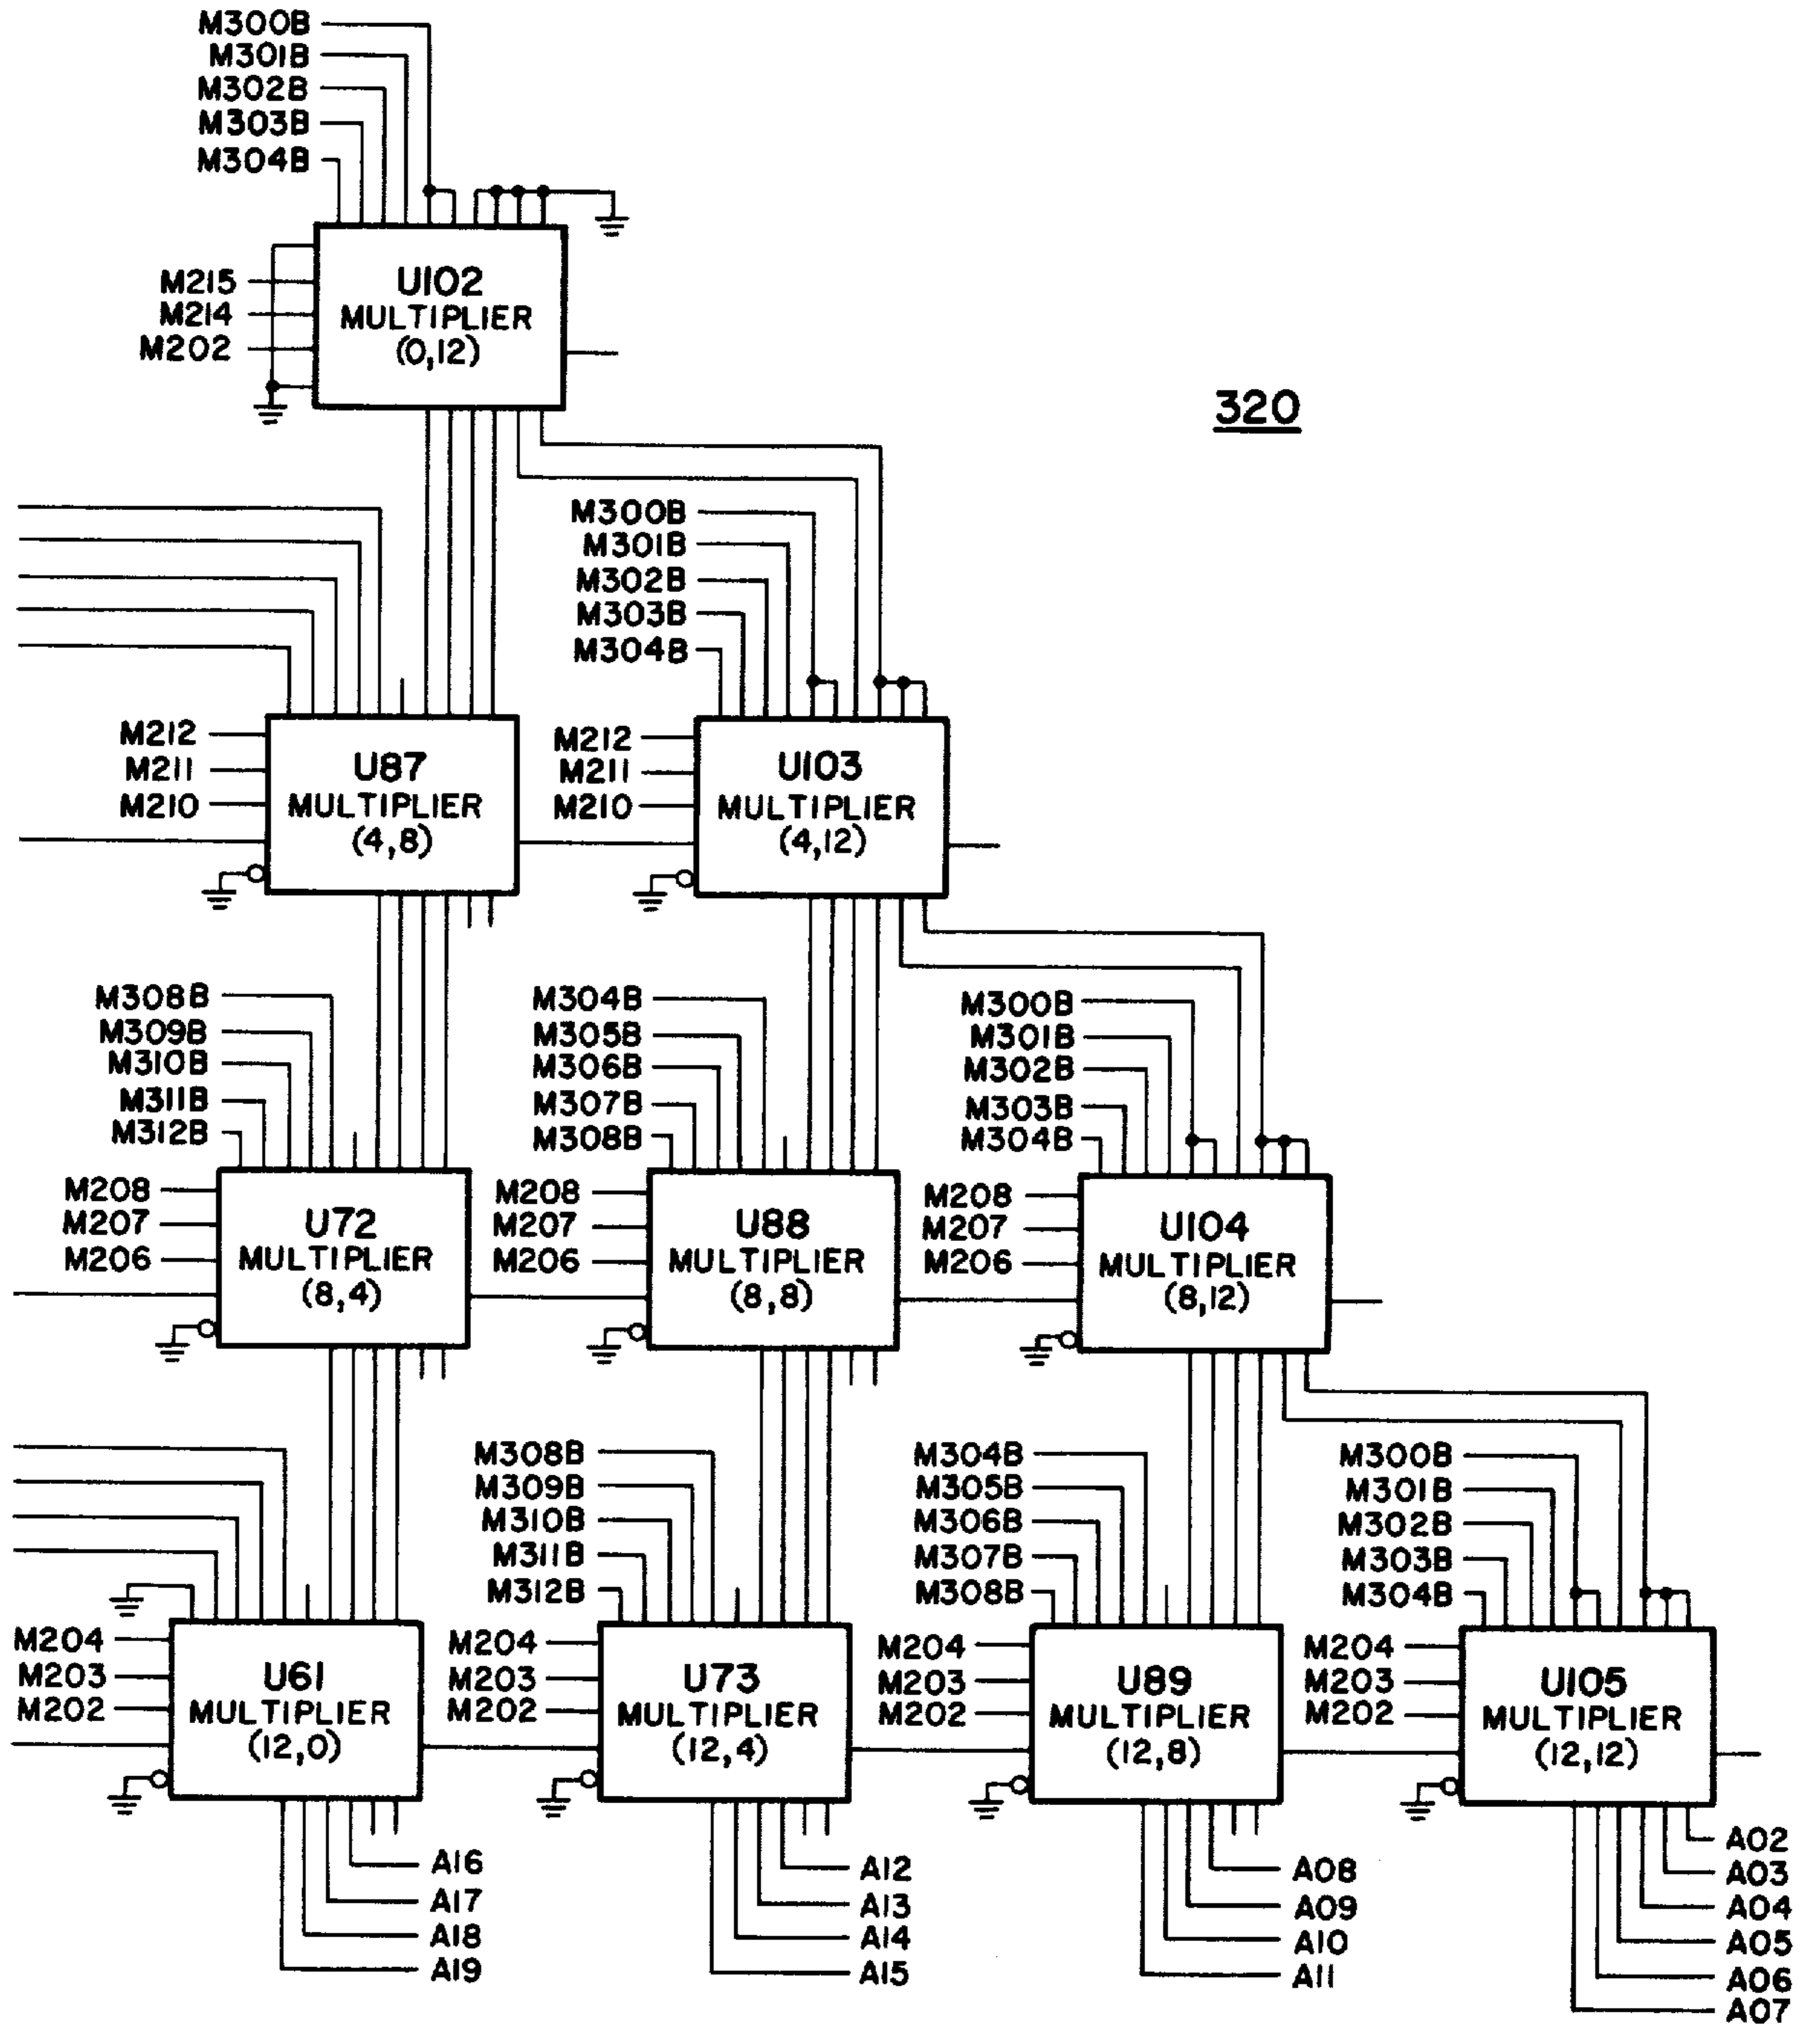 M300B
M301B
M302B
M303B
M304B
M215
M214
M202
U102
MULTIPLIER
(0,12)
320
M300B
M301B
M302B
M303B
M304B
M212
M211
M210
U87
MULTIPLIER
(4,8)
M212
M211
M210
U103
MULTIPLIER
(4,12)
M308B
M309B
M310B
M311B
M312B
M304B
M305B
M306B
M307B
M308B
M300B
M301B
M302B
M303B
M304B
M208
M207
M206
U72
MULTIPLIER
(8,4)
M208
M207
M206
U88
MULTIPLIER
(8,8)
M208
M207
M206
U104
MULTIPLIER
(8,12)
M308B
M309B
M310B
M311B
M312B
M304B
M305B
M306B
M307B
M308B
M300B
M301B
M302B
M303B
M304B
M204
M203
M202
U61
MULTIPLIER
(12,0)
M204
M203
M202
U73
MULTIPLIER
(12,4)
M204
M203
M202
U89
MULTIPLIER
(12,8)
M204
M203
M202
U105
MULTIPLIER
(12,12)
A16
A17
A18
A19
A12
A13
A14
A15
A08
A09
A10
A11
A02
A03
A04
A05
A06
A07